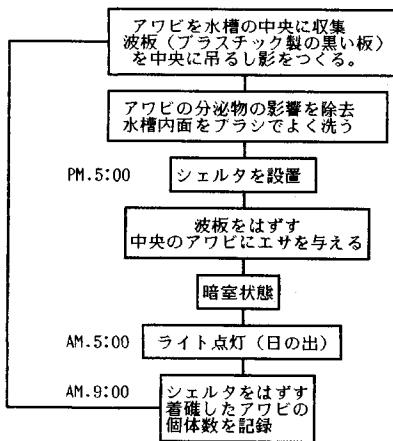 アワビを水槽の中央に収集
波板（プラスチック製の黒い板）
を中央に吊るし影をつくる。
アワビの分泌物の影響を除去
水槽内面をブラシでよく洗う
PM.5:00
シェルタを設置
波板をはずす
中央のアワビにエサを与える
暗室状態
AM.5:00
ライト点灯（日の出）
AM.9:00
シェルタをはずす
着礁したアワビの
個体数を記録